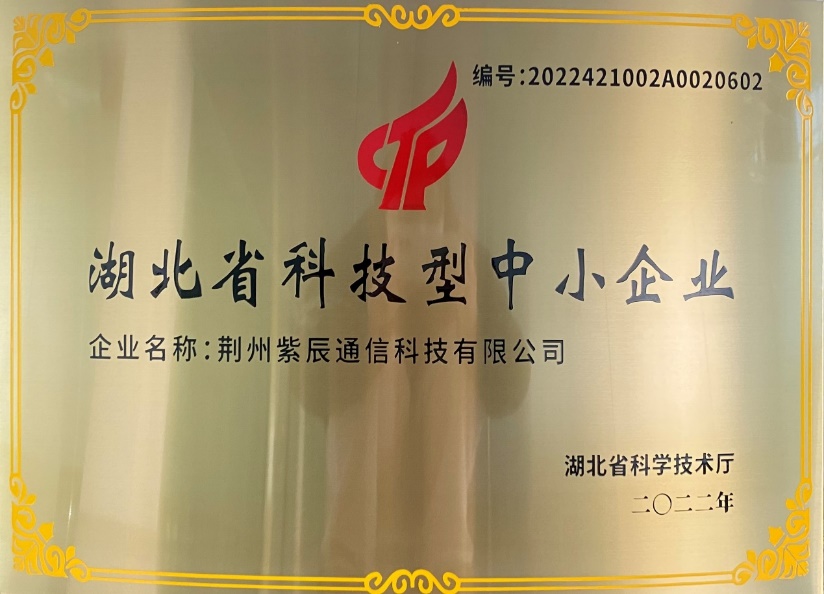 编号:2022421002A0020602
湖北省科技型中小企业
企业名称:荆州紫辰通信科技有限公司
湖北省科学技术厅
二〇二二年